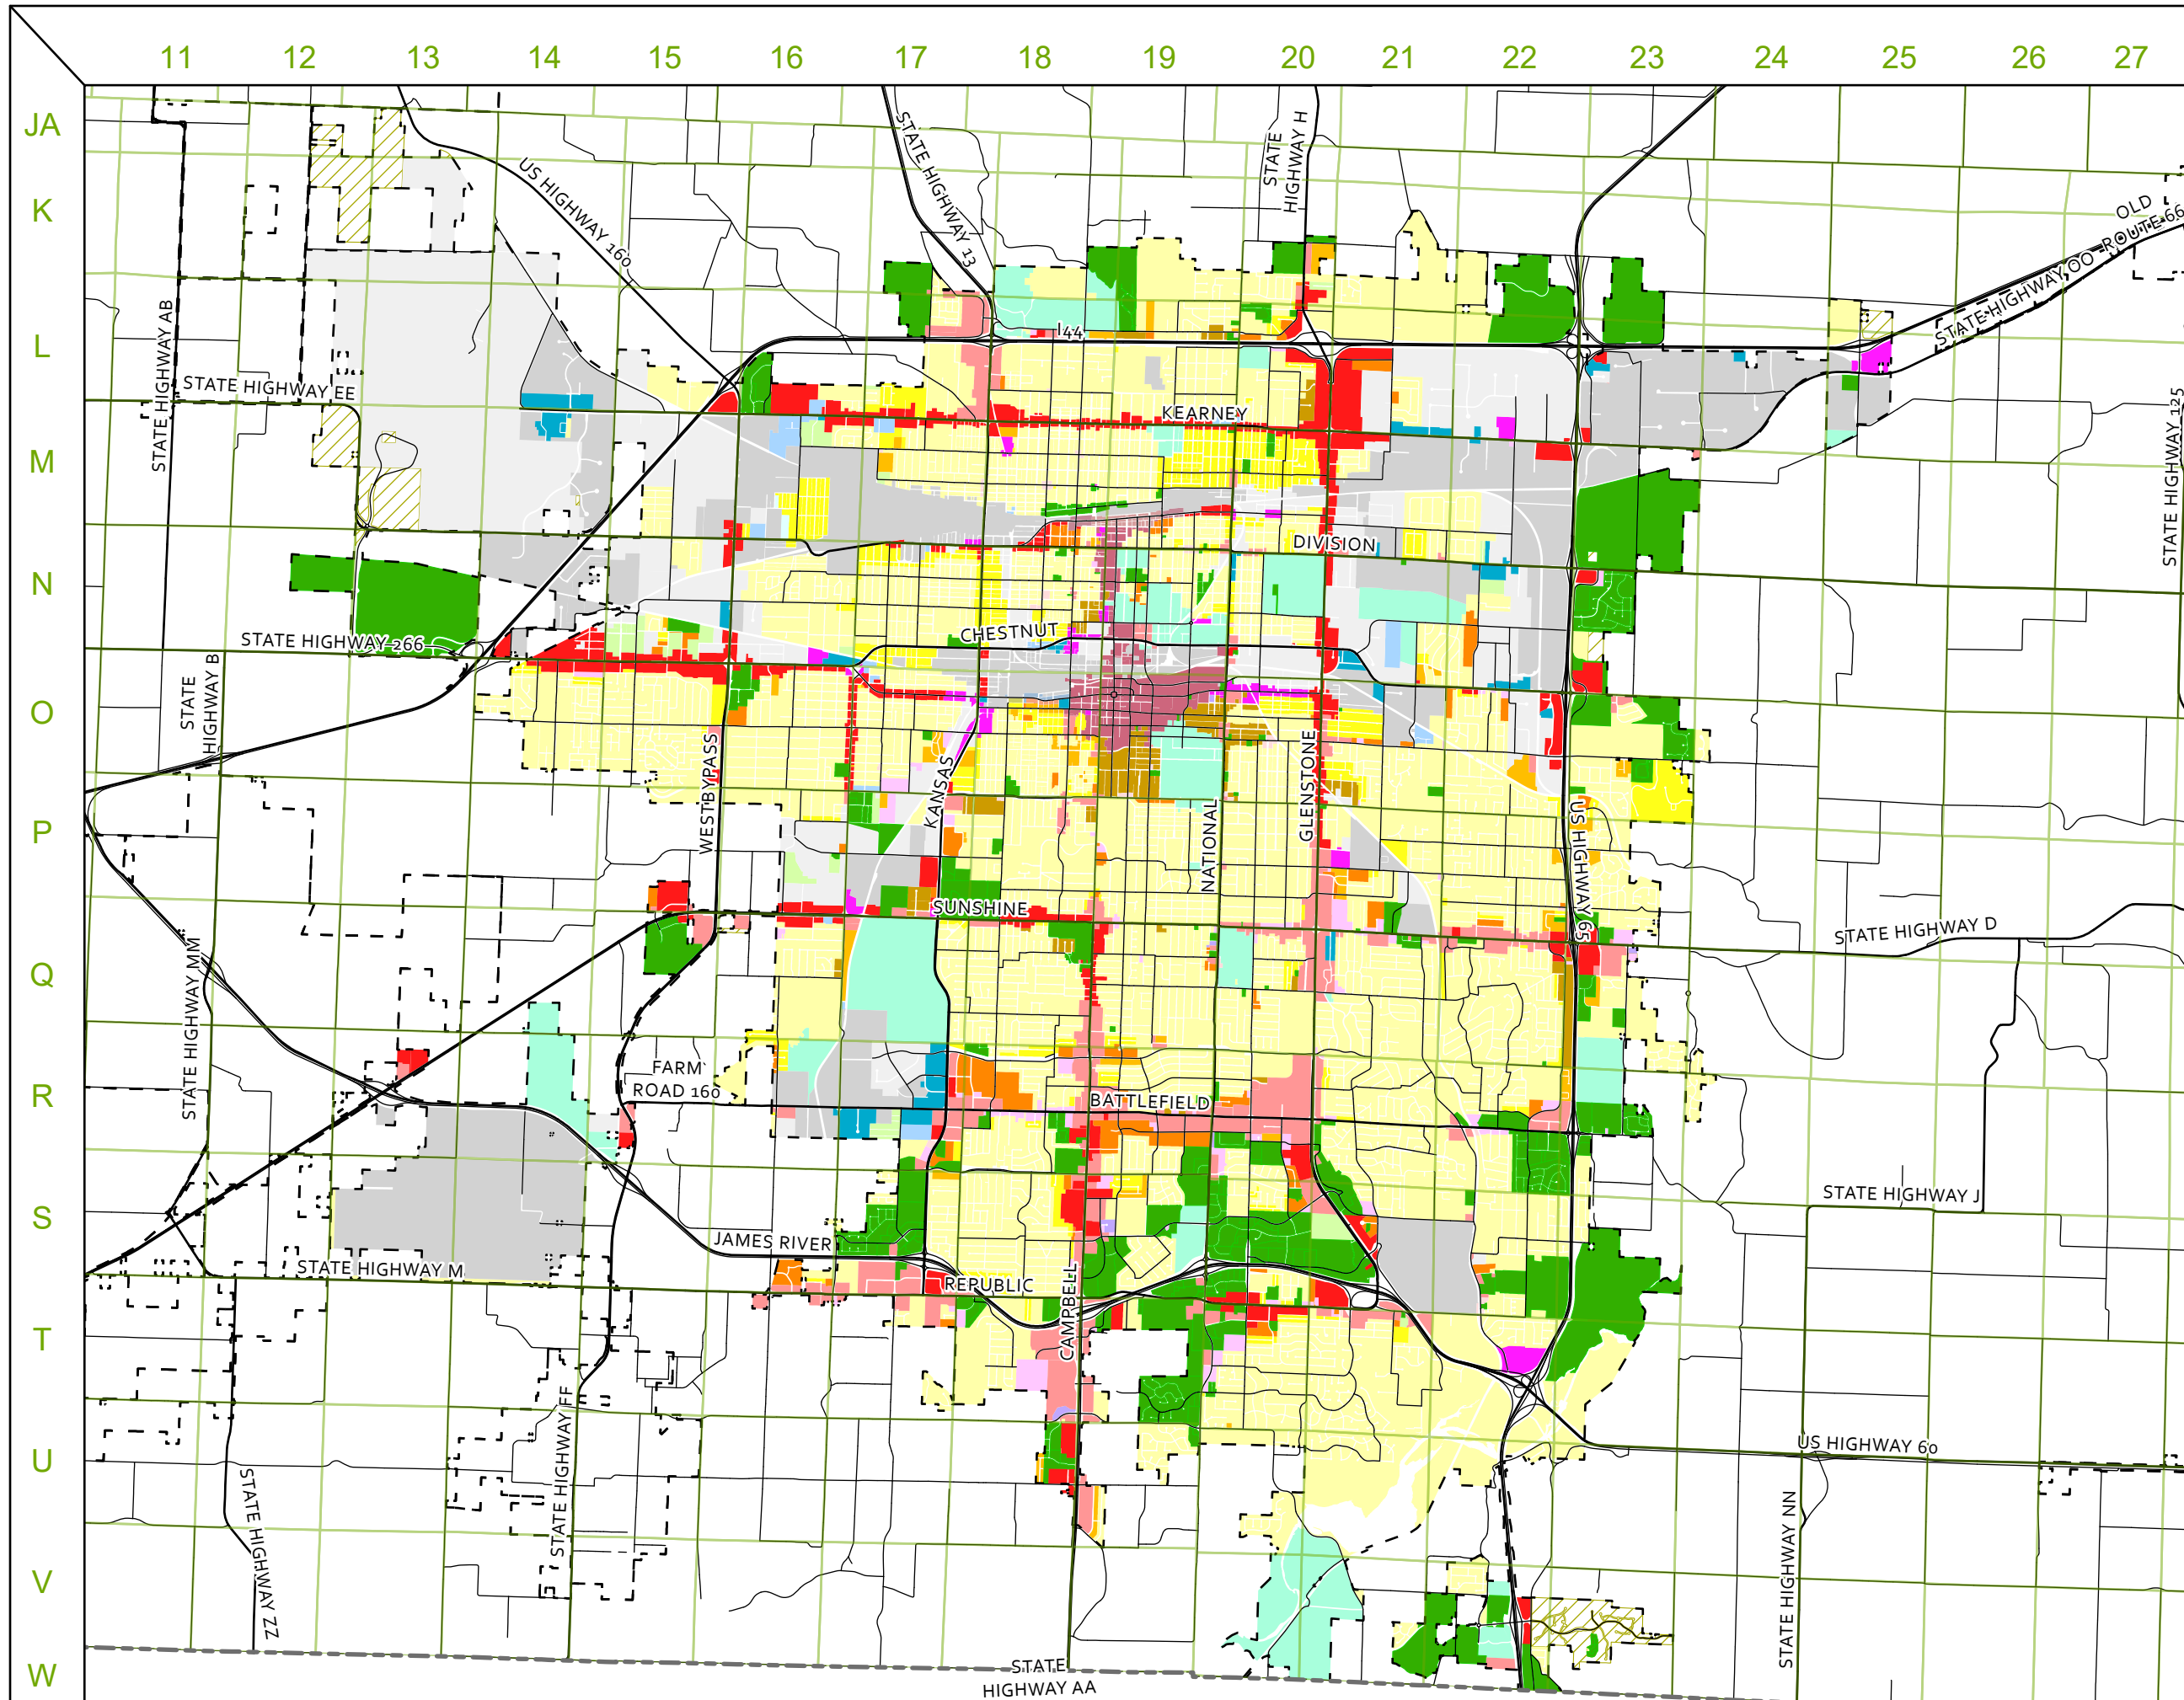 11 12 13 14 15 16 17 18 19 20 21 22 23 24 25 26 27
JA
K
L
M
N
O
P
Q
R
S
T
U
V
W
US HIGHWAY 160
STATE HIGHWAY 13
STATE
HIGHWAY H
OLD
ROUTE 66
STATE HIGHWAY OO
I44
STATE HIGHWAY AB
STATE HIGHWAY EE
KEARNEY
STATE HIGHWAY 125
DIVISION
STATE HIGHWAY 266
CHESTNUT
STATE
HIGHWAY B
WESTBYPASS
KANSAS
NATIONAL
GLENSTONE
US HIGHWAY 65
SUNSHINE
STATE HIGHWAY D
STATE HIGHWAY MM
FARM
ROAD 160
BATTLEFIELD
STATE HIGHWAY J
JAMES RIVER
STATE HIGHWAY M
REPUBLIC
CAMPBELL
STATE HIGHWAY FF
US HIGHWAY 60
STATE HIGHWAY ZZ
STATE HIGHWAY NN
STATE
HIGHWAY AA